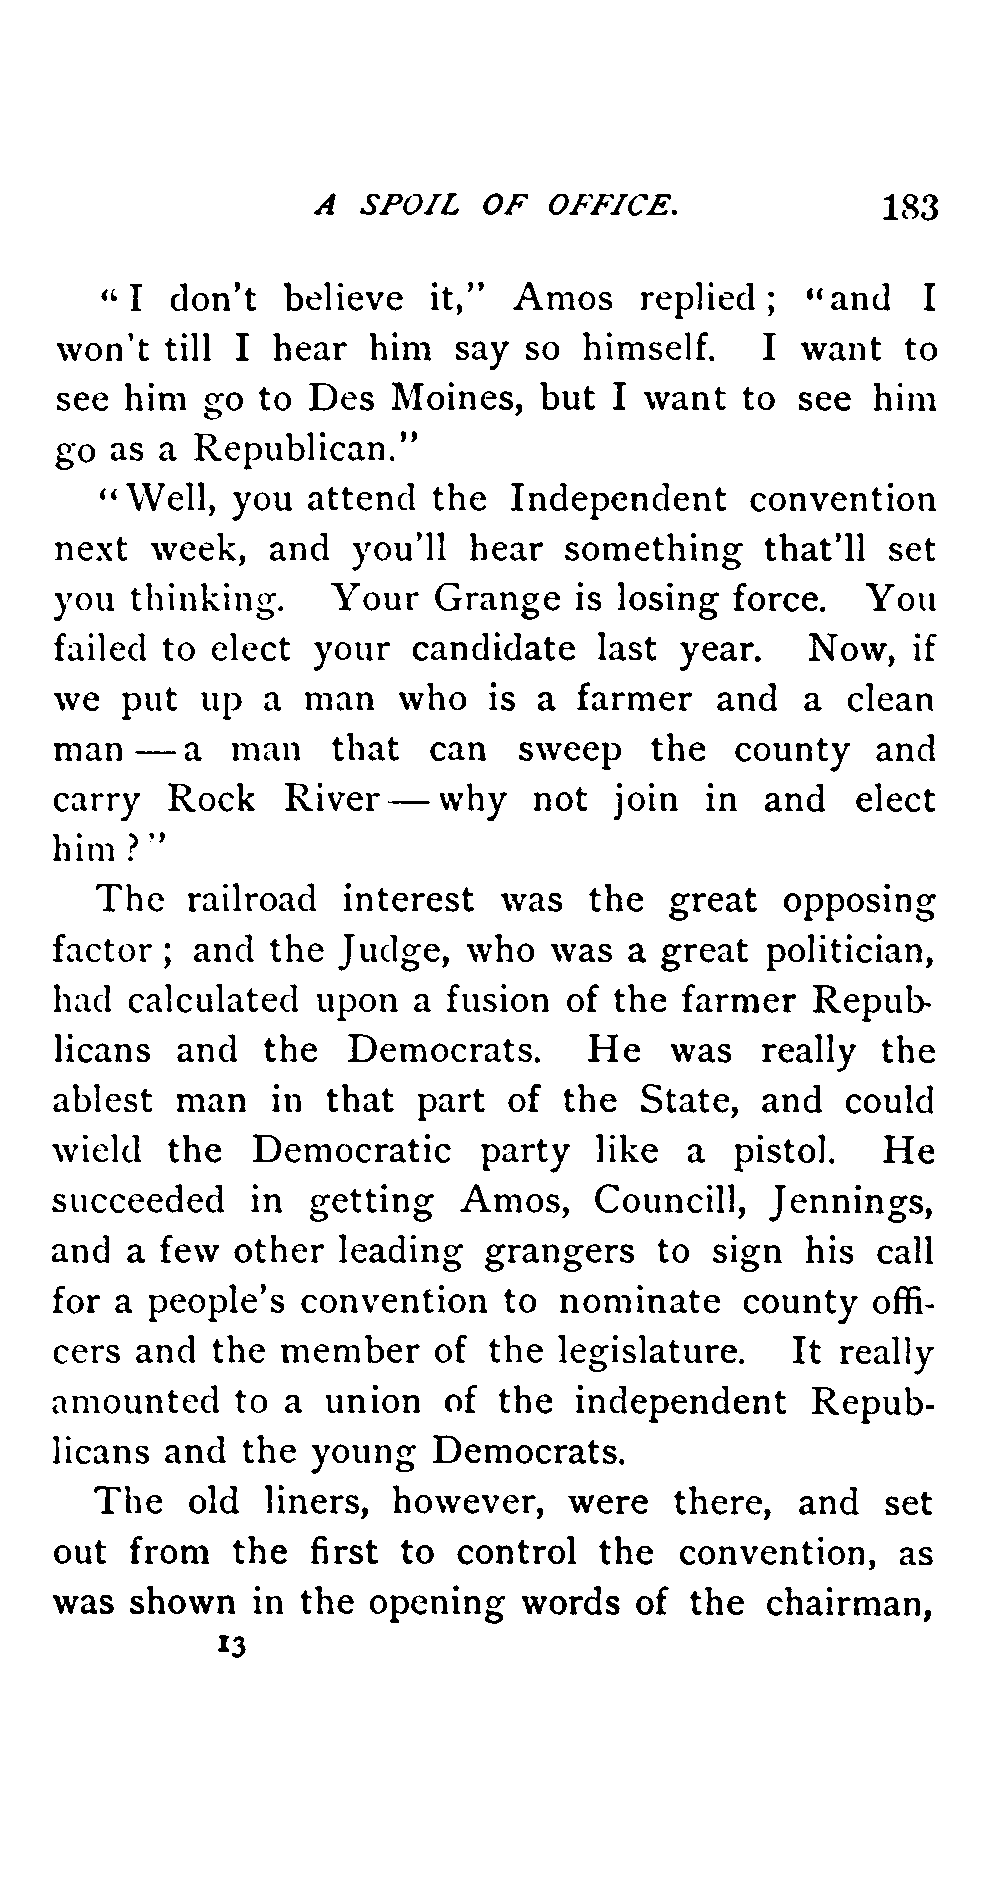 A SPOIL OF OFFICE. 183
"I don't believe it," Amos replied; "and I
won't till I hear him say so himself. I want to
see him go to Des Moines, but I want to see him
go as a Republican."
"Well, you attend the Independent convention
next week, and you'll hear something that'll set
you thinking. Your Grange is losing force. You
failed to elect your candidate last year. Now, if
we put up a man who is a farmer and a clean
man — a man that can sweep the county and
carry Rock River — why not join in and elect
him?"
The railroad interest was the great opposing
factor; and the Judge, who was a great politician,
had calculated upon a fusion of the farmer Repub-
licans and the Democrats. He was really the
ablest man in that part of the State, and could
wield the Democratic party like a pistol. He
succeeded in getting Amos, Councill, Jennings,
and a few other leading grangers to sign his call
for a people's convention to nominate county offi-
cers and the member of the legislature. It really
amounted to a union of the independent Repub-
licans and the young Democrats.
The old liners, however, were there, and set
out from the first to control the convention, as
was shown in the opening words of the chairman,
13